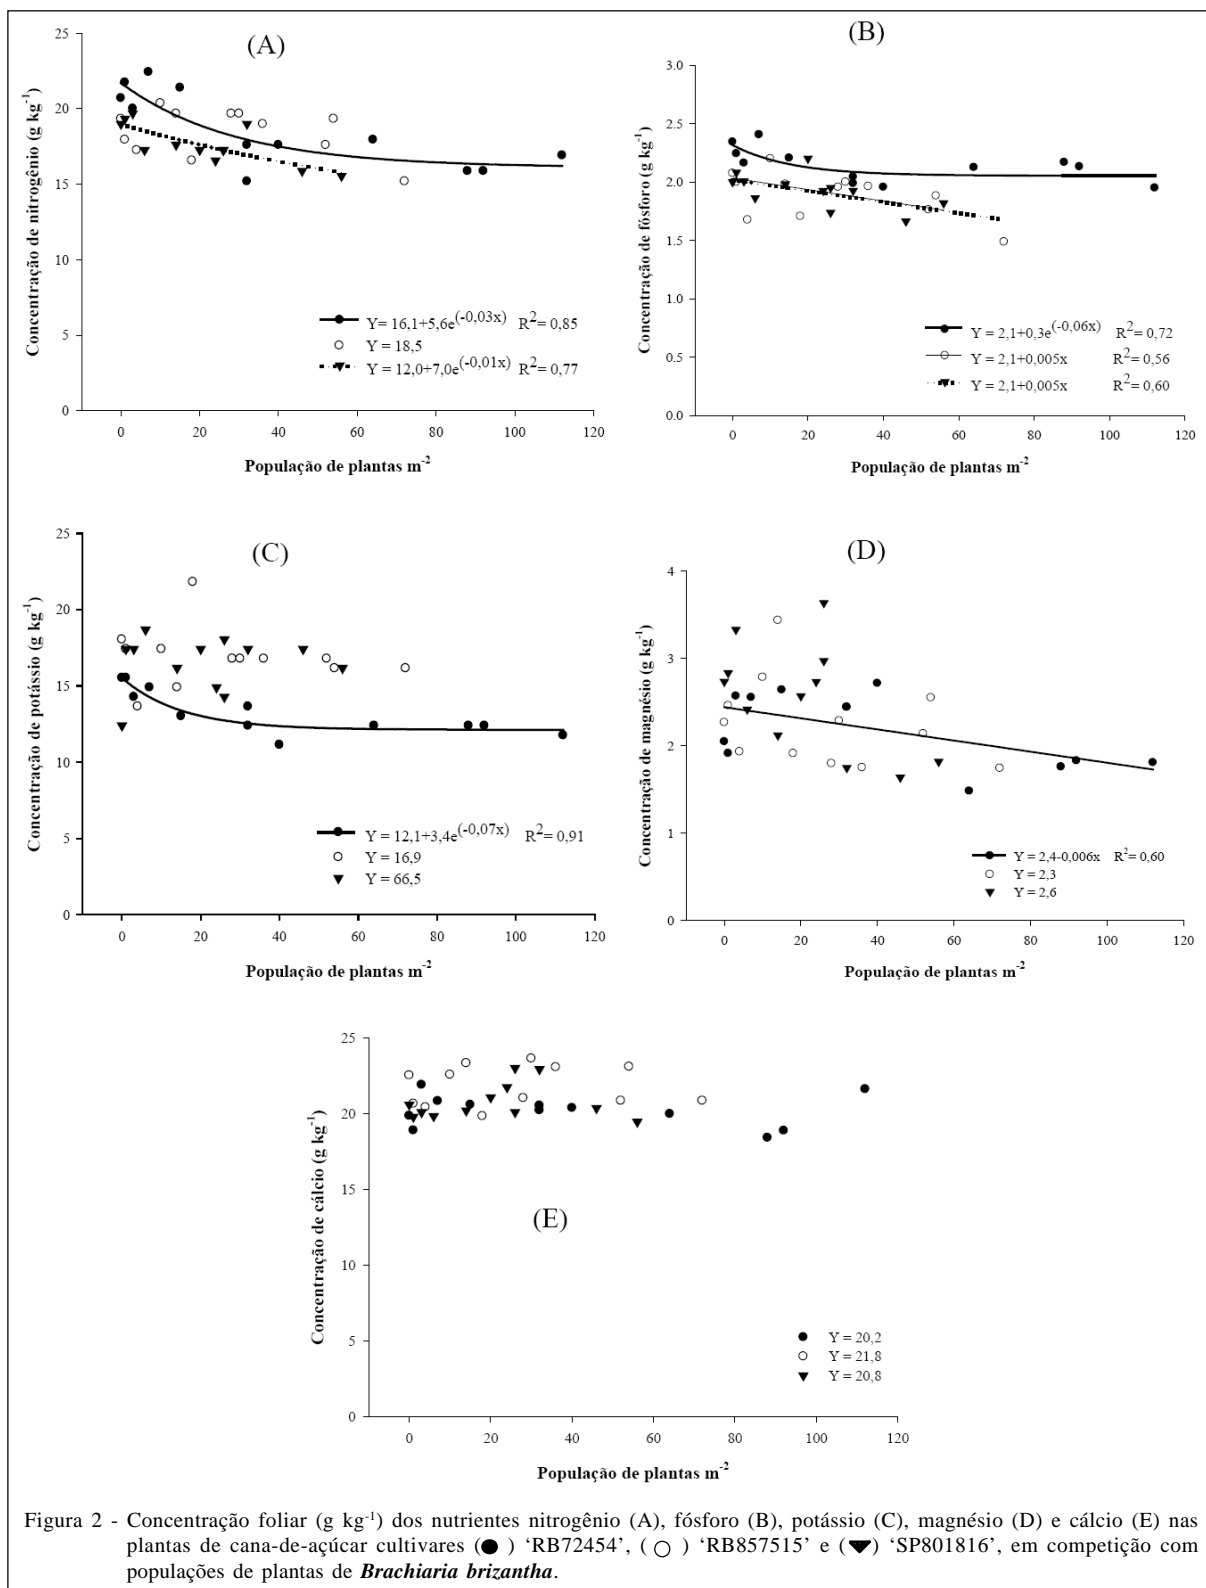 (A)
Concentração de nitrogênio (g kg-1)
25
20
15
10
5
0
Y= 16,1+5,6e(-0,03x) R2= 0,85
Y = 18,5
Y = 12,0+7,0e(-0,01x) R2= 0,77
0 20 40 60 80 100 120
População de plantas m-2
(B)
Concentração de fósforo (g kg-1)
3.0
2.5
2.0
1.5
1.0
0.5
0.0
Y = 2,1+0,3e(-0,06x) R2= 0,72
Y = 2,1+0,005x R2= 0,56
Y = 2,1+0,005x R2= 0,60
0 20 40 60 80 100 120
População de plantas m-2
(C)
Concentração de potássio (g kg-1)
25
20
15
10
5
0
Y = 12,1+3,4e(-0,07x) R2= 0,91
Y = 16,9
Y = 66,5
0 20 40 60 80 100 120
População de plantas m-2
(D)
Concentração de magnésio (g kg-1)
4
3
2
1
0
Y = 2,4-0,006x R2= 0,60
Y = 2,3
Y = 2,6
0 20 40 60 80 100 120
População de plantas m-2
(E)
Concentração de cálcio (g kg-1)
25
20
15
10
5
0
Y = 20,2
Y = 21,8
Y = 20,8
0 20 40 60 80 100 120
População de plantas m-2
Figura 2 - Concentração foliar (g kg-1) dos nutrientes nitrogênio (A), fósforo (B), potássio (C), magnésio (D) e cálcio (E) nas
plantas de cana-de-açúcar cultivares (● ) ‘RB72454’, ( ○ ) ‘RB857515’ e (▼) ‘SP801816’, em competição com
populações de plantas de Brachiaria brizantha.